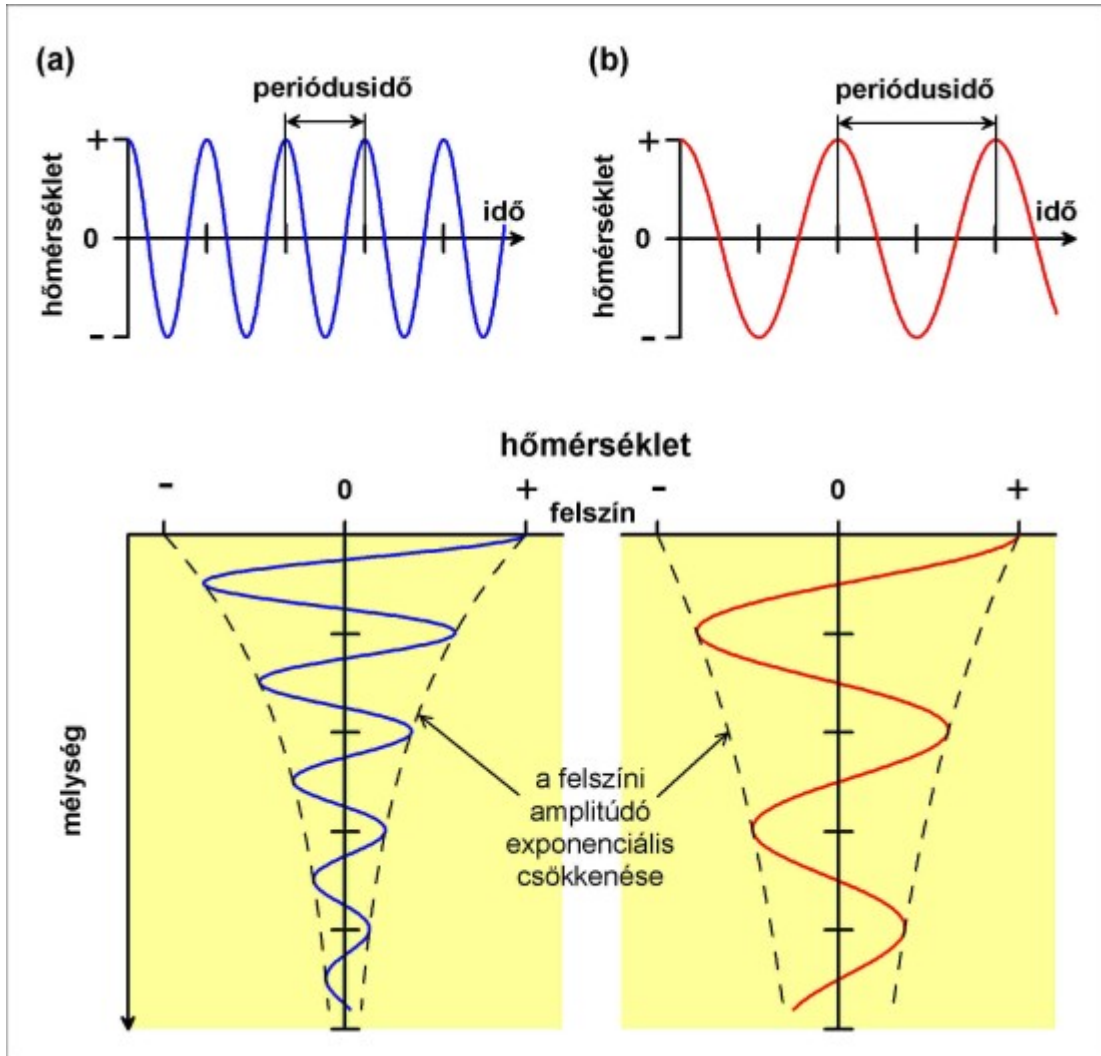 (a)
periódusidő
+
0
-
hőmérséklet
idő
(b)
periódusidő
+
0
-
hőmérséklet
idő
hőmérséklet
- 0 +
felszín
- 0 +
mélység
a felszíni
amplitúdó
exponenciális
csökkenése